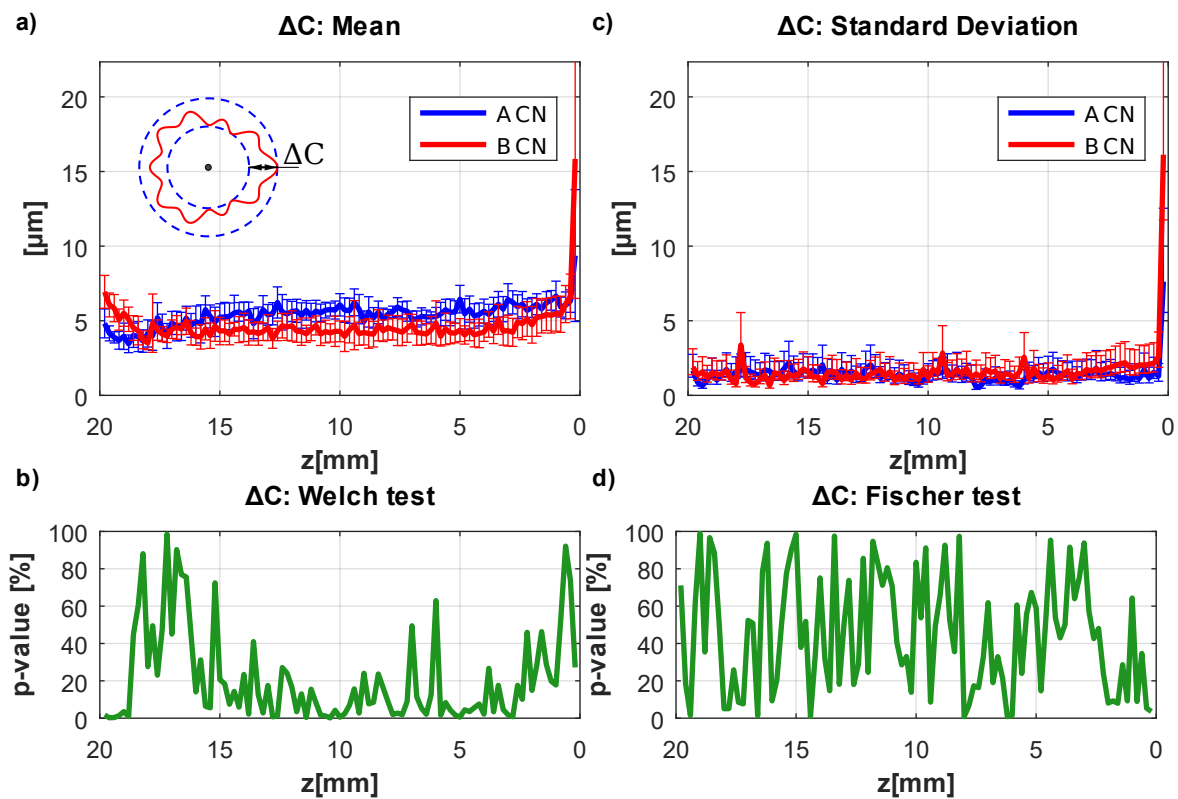 a)
ΔC: Mean
20
15
10
5
0
[µm]
ΔC
A CN
B CN
20 15 10 5 0
z[mm]
c)
ΔC: Standard Deviation
20
15
10
5
0
[µm]
A CN
B CN
20 15 10 5 0
z[mm]
b)
ΔC: Welch test
100
80
60
40
20
0
p-value [%]
20 15 10 5 0
z[mm]
d)
ΔC: Fischer test
100
80
60
40
20
0
p-value [%]
20 15 10 5 0
z[mm]